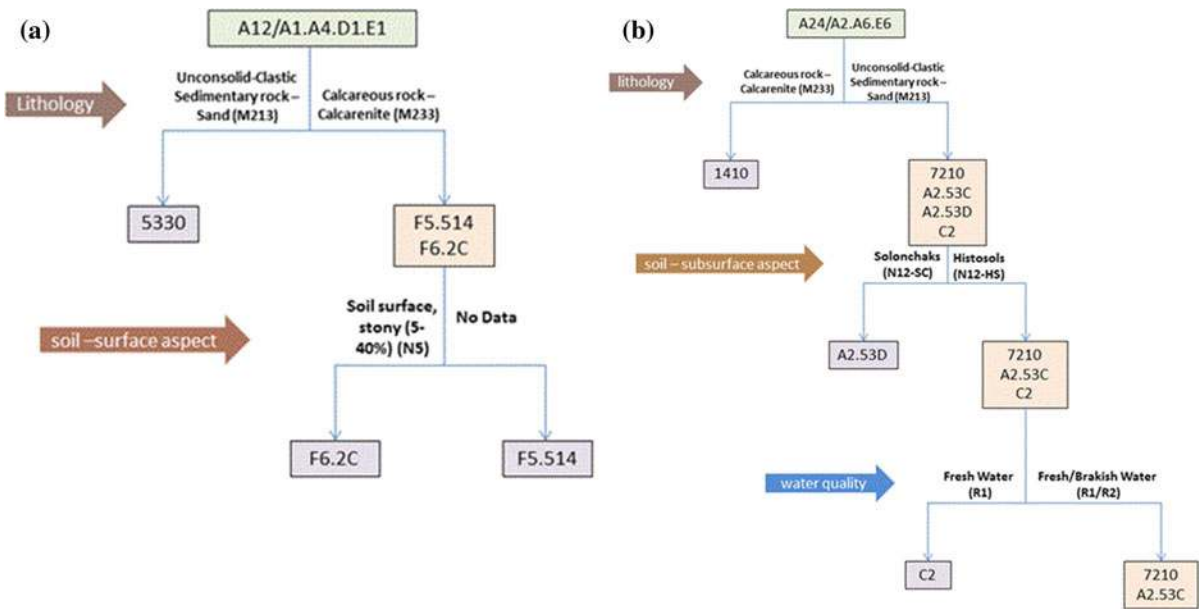 (a)
A12/A1.A4.D1.E1
Lithology
Unconsolid-Clastic
Sedimentary rock –
Sand (M213)
Calcareous rock –
Calcarenite (M233)
5330
F5.514
F6.2C
soil –surface aspect
Soil surface,
stony (5-
40%) (N5)
No Data
F6.2C
F5.514
(b)
A24/A2.A6.E6
lithology
Calcareous rock –
Calcarenite (M233)
Unconsolid-Clastic
Sedimentary rock –
Sand (M213)
1410
7210
A2.53C
A2.53D
C2
soil – subsurface aspect
Solonchaks
(N12-SC)
Histosols
(N12-HS)
A2.53D
7210
A2.53C
C2
water quality
Fresh Water
(R1)
Fresh/Brakish Water
(R1/R2)
C2
7210
A2.53C